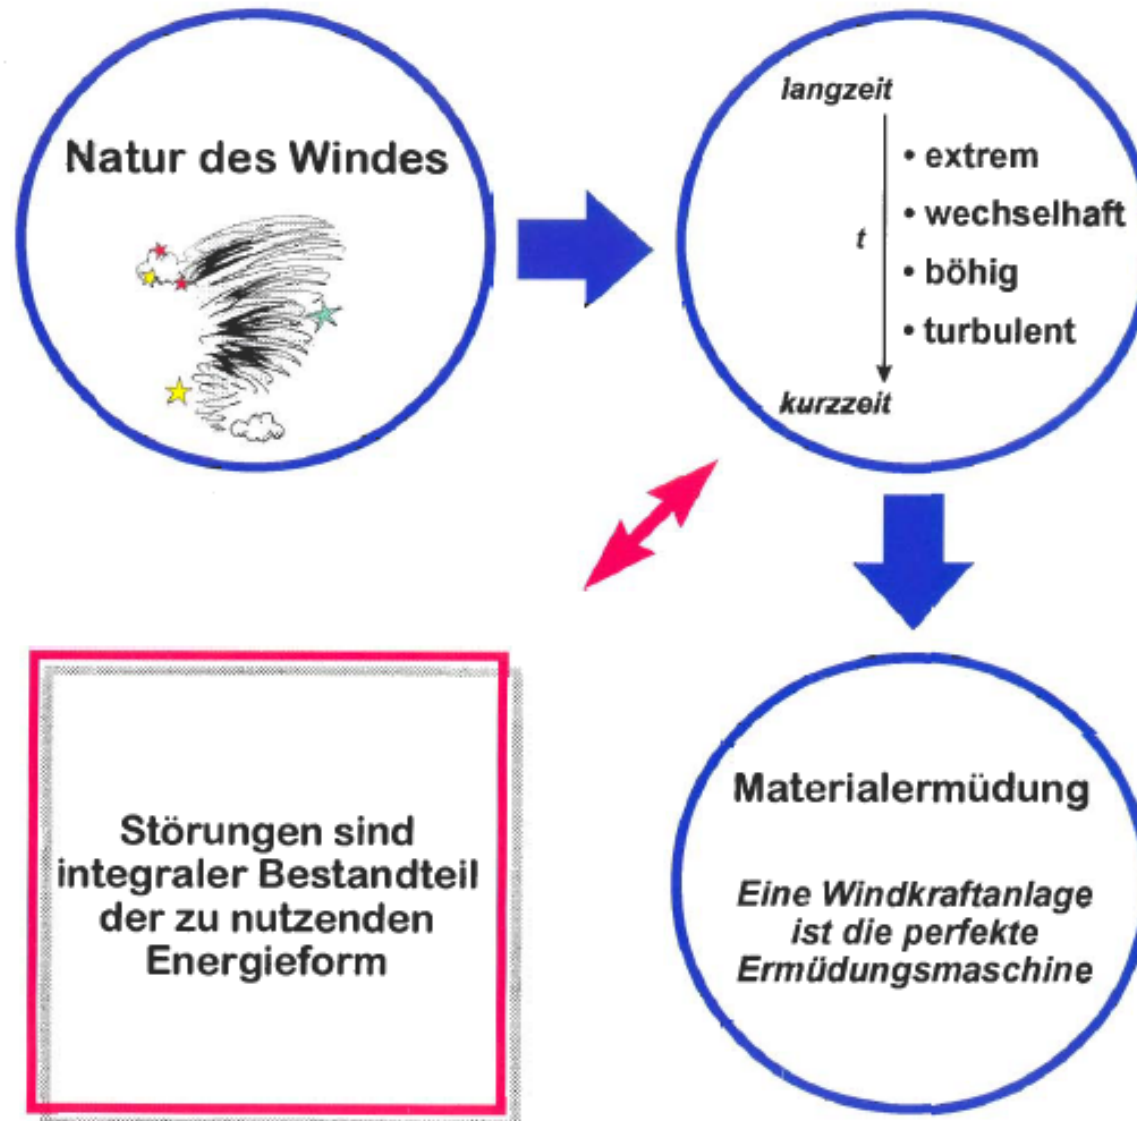 Natur des Windes
langzeit
• extrem
• wechselhaft
t
• böhig
• turbulent
kurzzeit
Störungen sind
integraler Bestandteil
der zu nutzenden
Energieform
Materialermüdung
Eine Windkraftanlage
ist die perfekte
Ermüdungsmaschine